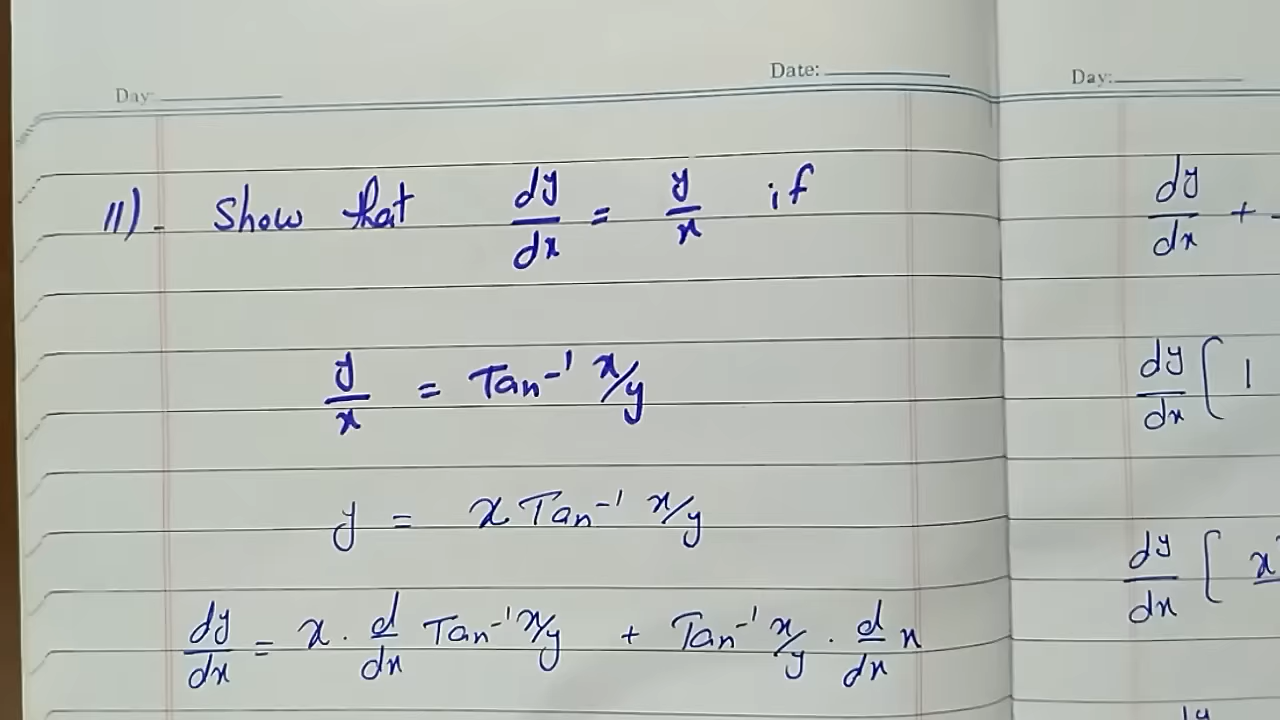 Day:
Date:
11). Show that dy/dx = y/x if
y/x = Tan⁻¹ x/y
y = x Tan⁻¹ x/y
dy/dx = x . d/dx Tan⁻¹ x/y + Tan⁻¹ x/y . d/dx x
Day:
dy/dx +
dy/dx [ 1
dy/dx [ x